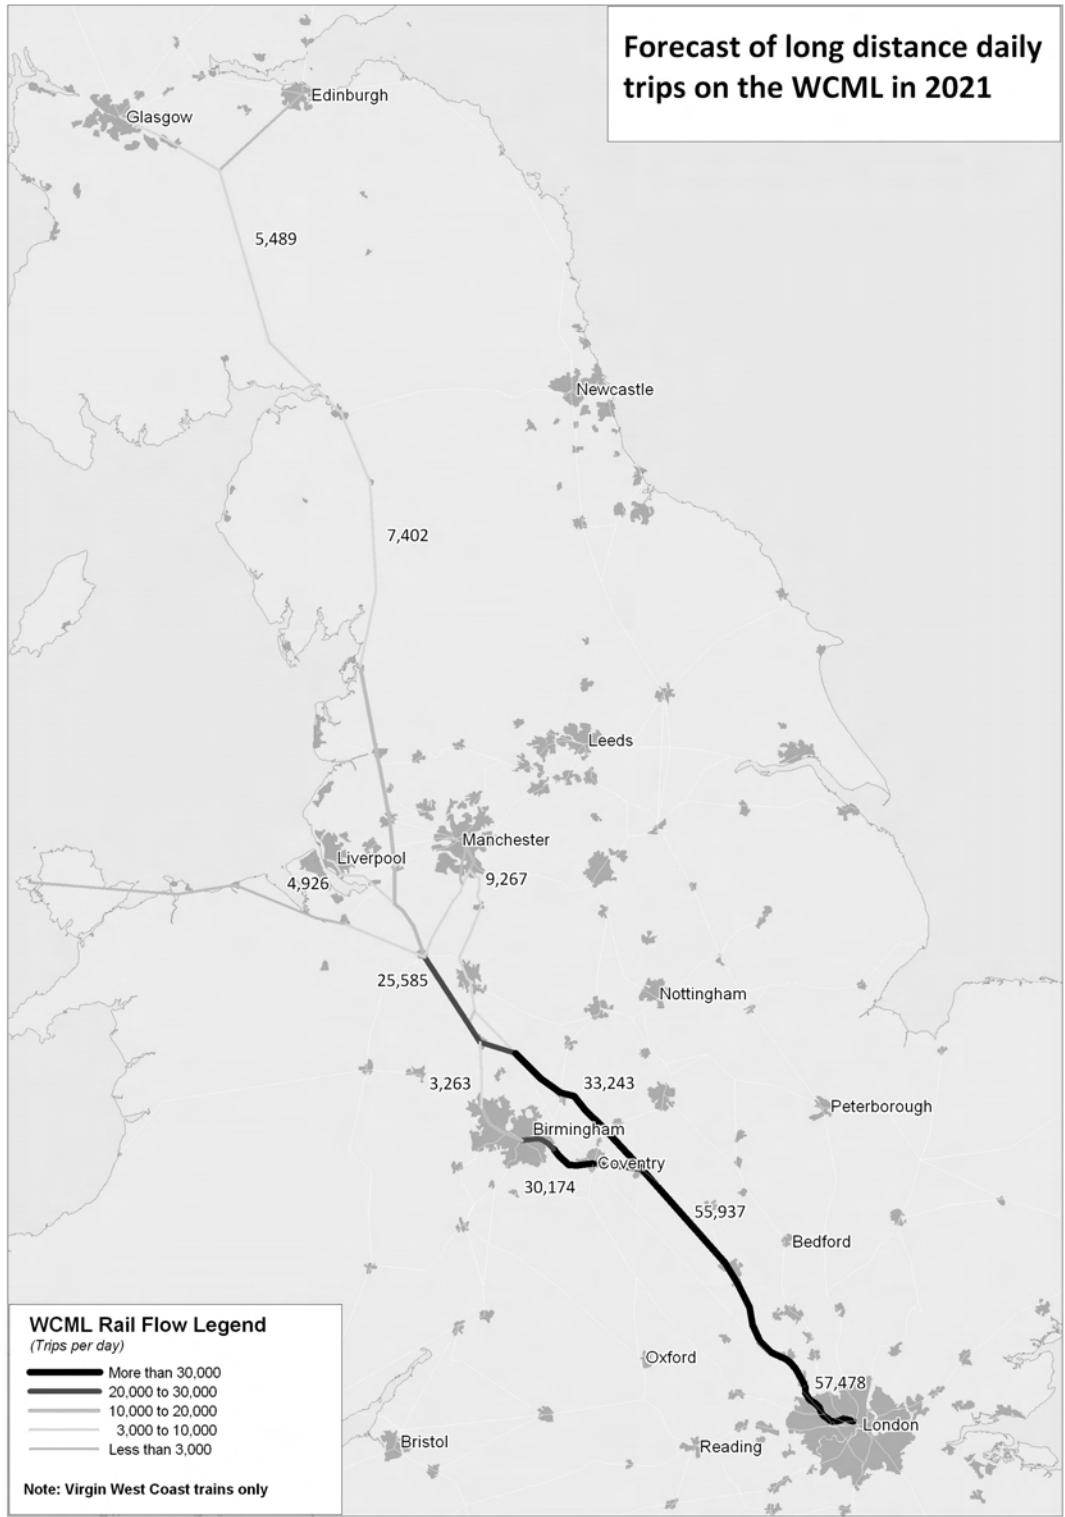 Forecast of long distance daily
trips on the WCML in 2021
Edinburgh
Glasgow
5,489
Newcastle
7,402
Leeds
Manchester
Liverpool
9,267
4,926
25,585
Nottingham
3,263
33,243
Peterborough
Birmingham
Coventry
30,174
55,937
Bedford
Oxford
57,478
London
Bristol
Reading
WCML Rail Flow Legend
(Trips per day)
More than 30,000
20,000 to 30,000
10,000 to 20,000
3,000 to 10,000
Less than 3,000
Note: Virgin West Coast trains only